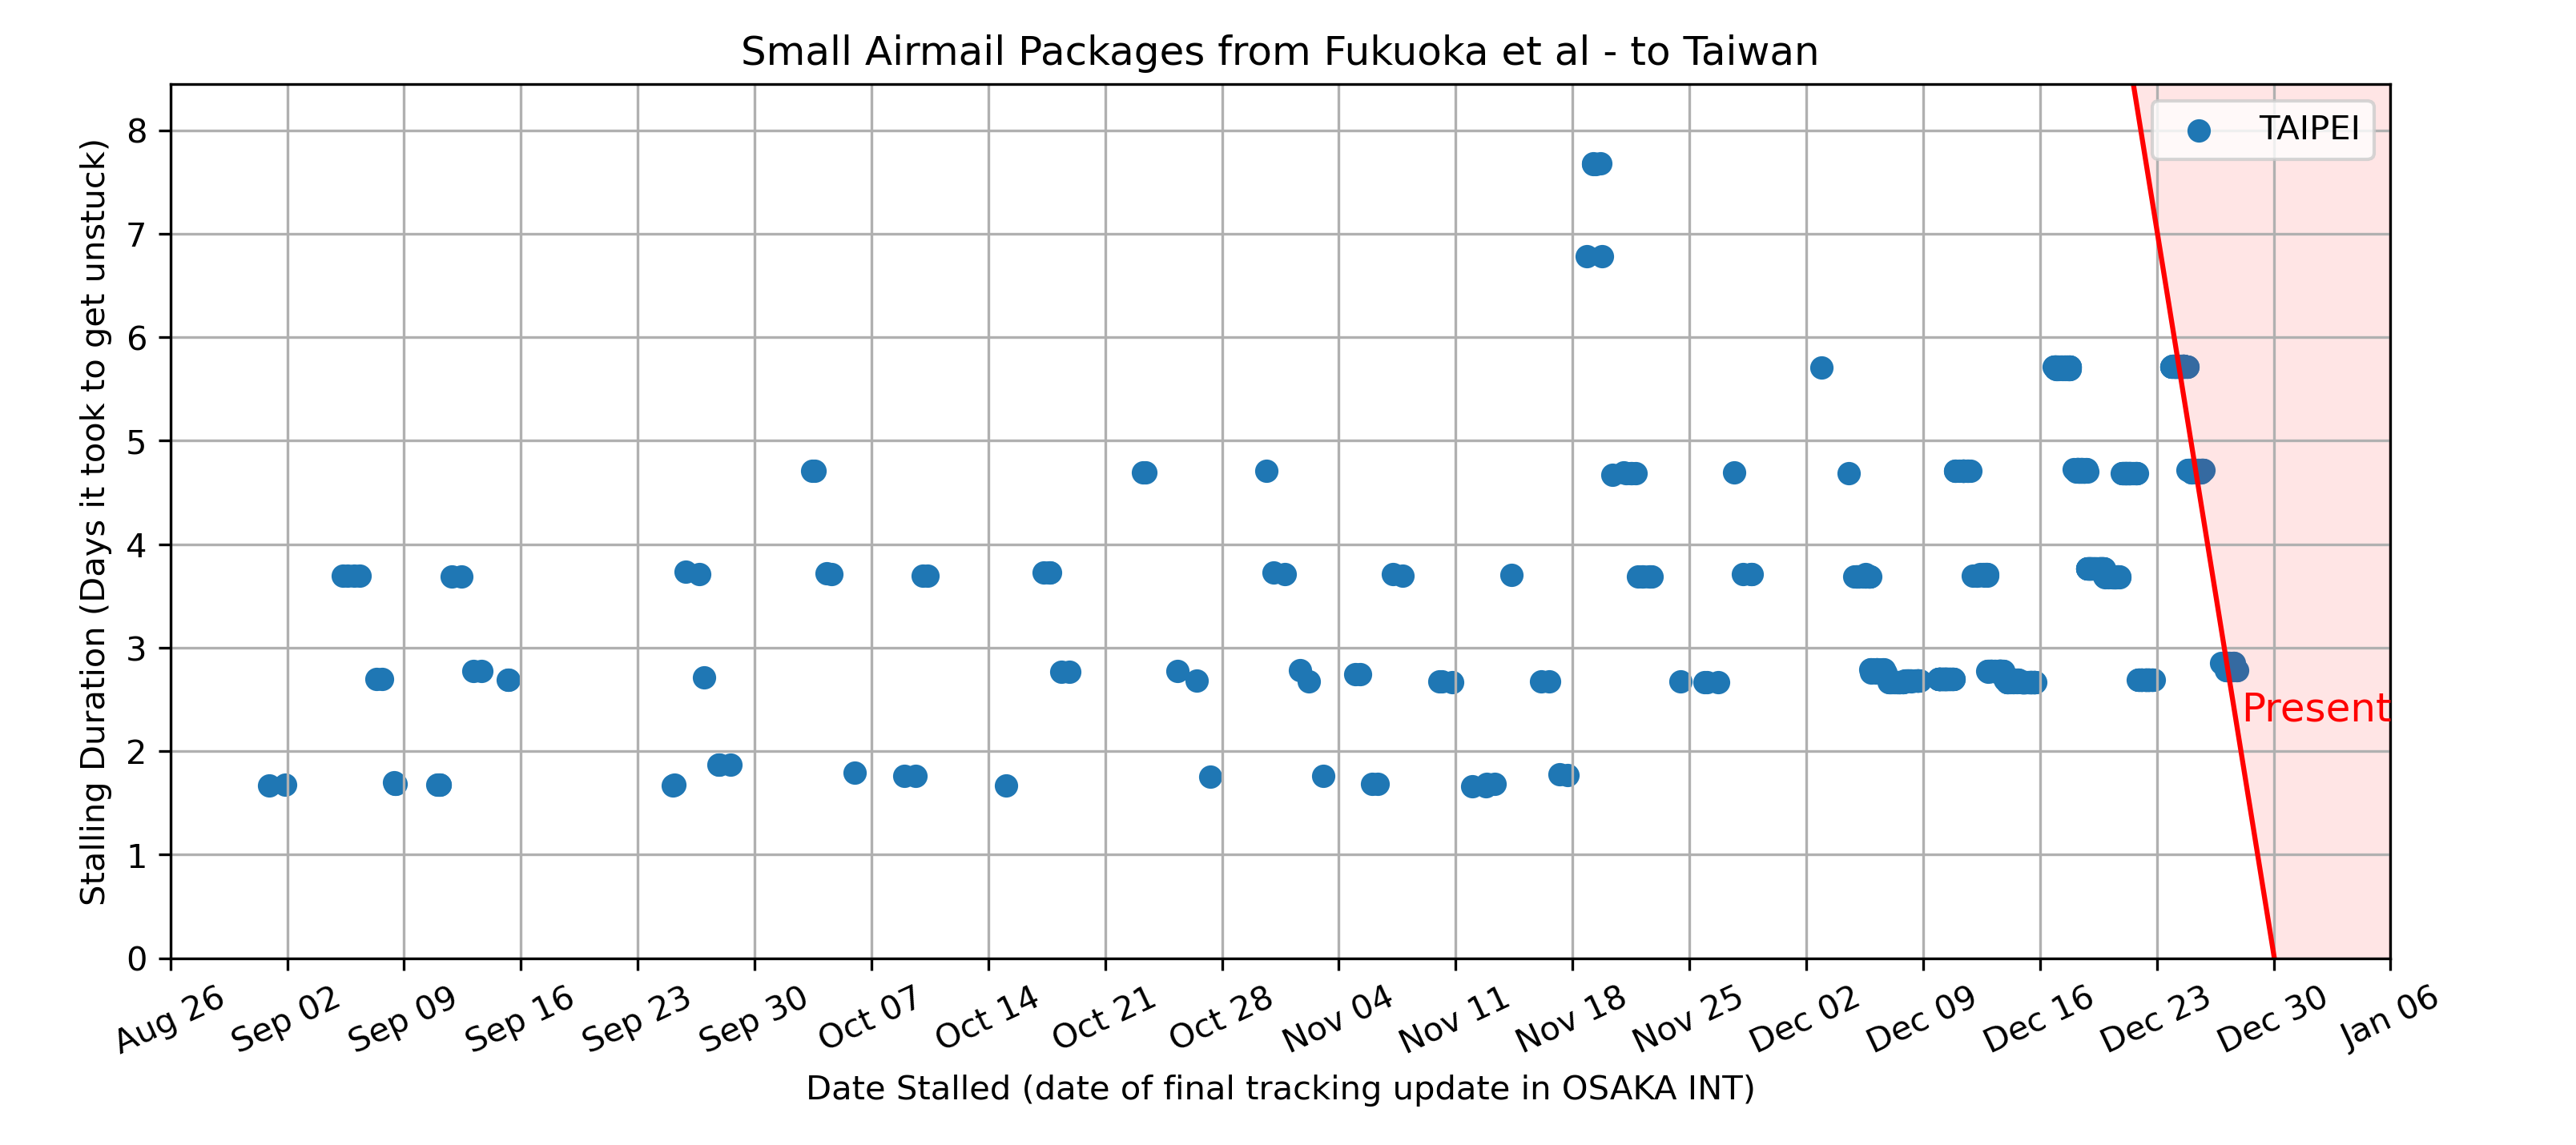 Small Airmail Packages from Fukuoka et al - to Taiwan
TAIPEI
Stalling Duration (Days it took to get unstuck)
8
7
6
5
4
3
2
1
0
Present
Aug 26
Sep 02
Sep 09
Sep 16
Sep 23
Sep 30
Oct 07
Oct 14
Oct 21
Oct 28
Nov 04
Nov 11
Nov 18
Nov 25
Dec 02
Dec 09
Dec 16
Dec 23
Dec 30
Jan 06
Date Stalled (date of final tracking update in OSAKA INT)